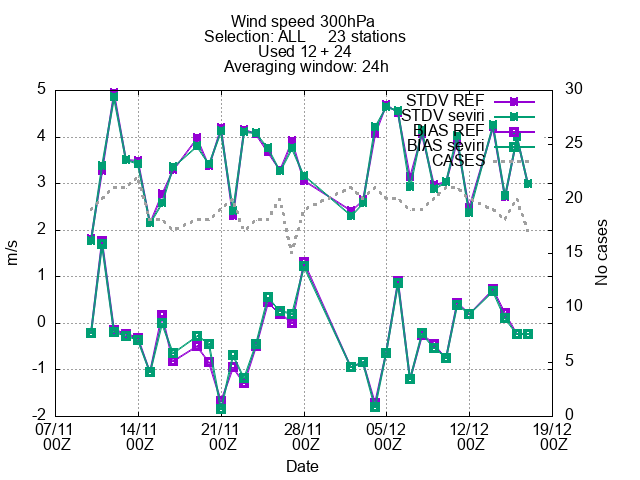 Wind speed 300hPa
Selection: ALL 23 stations
Used 12 + 24
Averaging window: 24h
5
4
3
2
1
0
-1
-2
m/s
30
25
20
15
10
5
0
No cases
STDV REF
STDV seviri
BIAS REF
BIAS seviri
CASES
07/11 14/11 21/11 28/11 05/12 12/12 19/12
00Z 00Z 00Z 00Z 00Z 00Z 00Z
Date